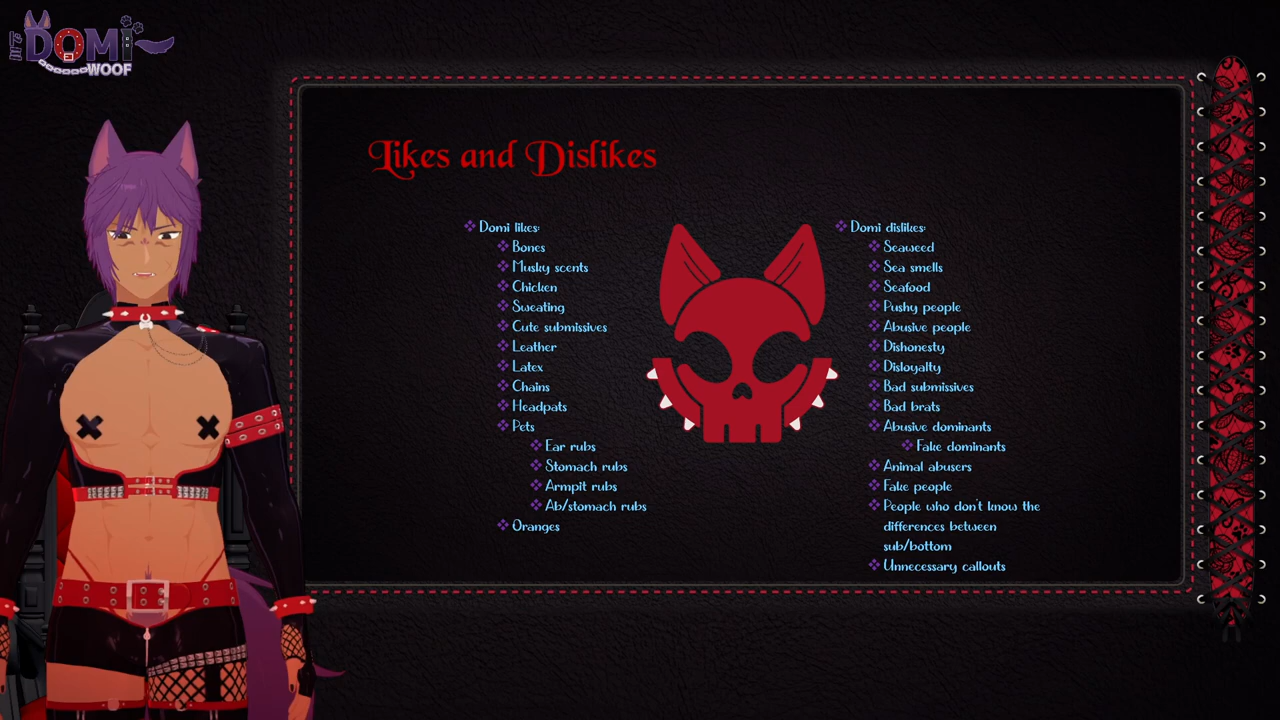 Mr
DOMi
WOOF
Likes and Dislikes
Domi likes:
Bones
Musky scents
Chicken
Sweating
Cute submissives
Leather
Latex
Chains
Headpats
Pets
Ear rubs
Stomach rubs
Armpit rubs
Ab/stomach rubs
Oranges
Domi dislikes:
Seaweed
Sea smells
Seafood
Pushy people
Abusive people
Dishonesty
Disloyalty
Bad submissives
Bad brats
Abusive dominants
Fake dominants
Animal abusers
Fake people
People who don't know the
differences between
sub/bottom
Unnecessary callouts